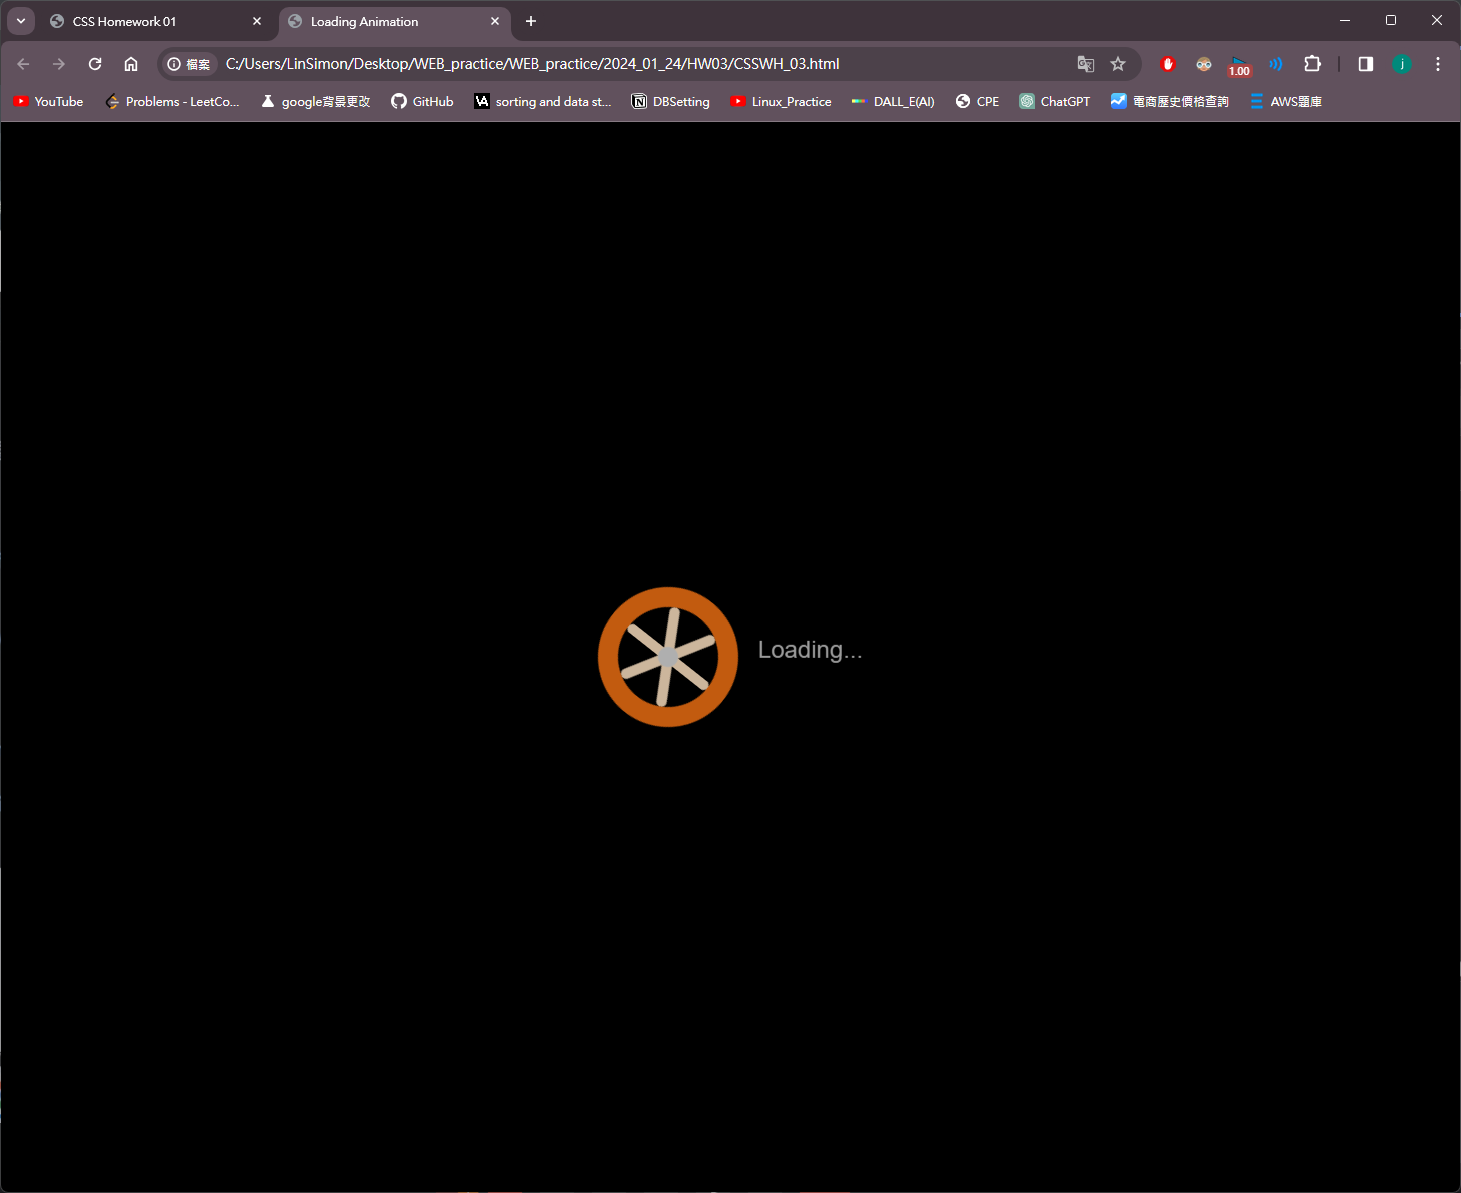 CSS Homework 01
Loading Animation
檔案 C:/Users/LinSimon/Desktop/WEB_practice/WEB_practice/2024_01_24/HW03/CSSWH_03.html
1.00
j
YouTube Problems - LeetCo... google背景更改 GitHub VA sorting and data st... N DBSetting Linux_Practice DALL_E(AI) CPE ChatGPT 電商歷史價格查詢 AWS題庫
Loading...